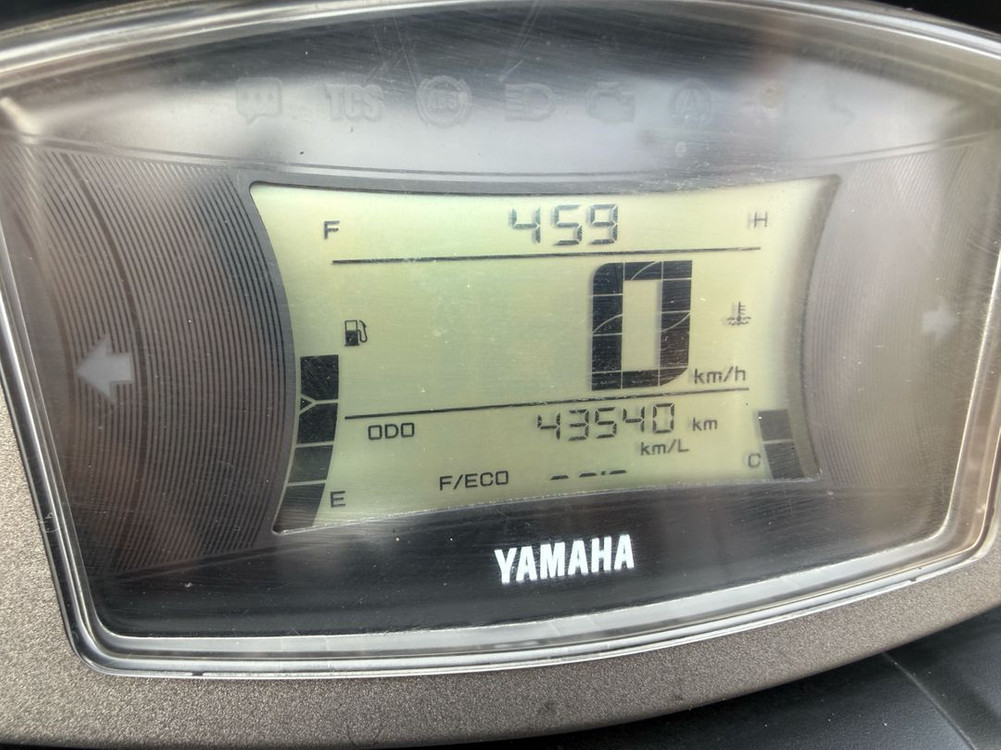 TCS
F 459 H
0 km/h
ODO 43540 km
km/L
F/ECO
E C
YAMAHA